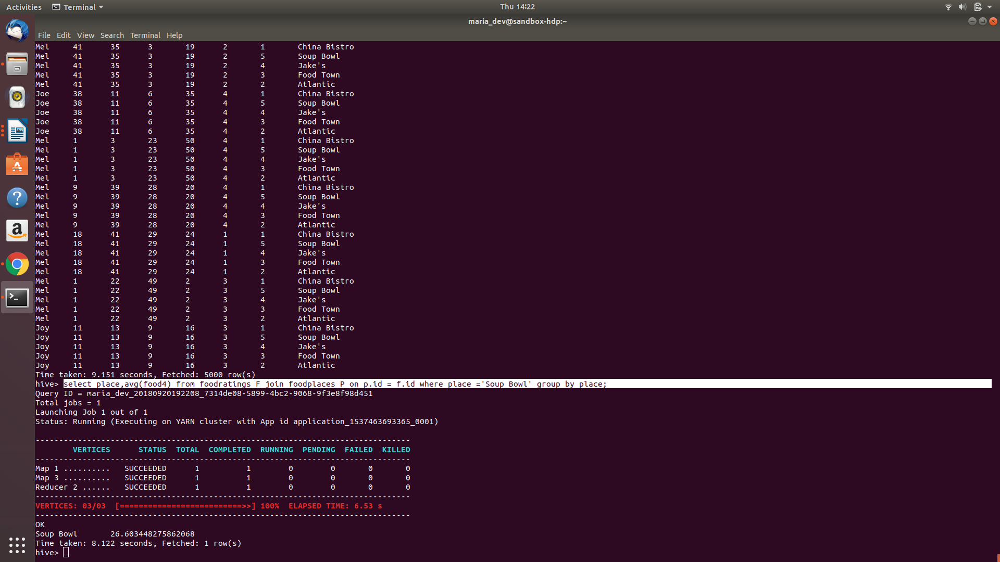 Activities Terminal Thu 14:22
maria_dev@sandbox-hdp:~
File Edit View Search Terminal Help
Mel 41 35 3 19 2 1 China Bistro
Mel 41 35 3 19 2 5 Soup Bowl
Mel 41 35 3 19 2 4 Jake's
Mel 41 35 3 19 2 3 Food Town
Mel 41 35 3 19 2 2 Atlantic
Joe 38 11 6 35 4 1 China Bistro
Joe 38 11 6 35 4 5 Soup Bowl
Joe 38 11 6 35 4 4 Jake's
Joe 38 11 6 35 4 3 Food Town
Joe 38 11 6 35 4 2 Atlantic
Mel 1 3 23 50 4 1 China Bistro
Mel 1 3 23 50 4 5 Soup Bowl
Mel 1 3 23 50 4 4 Jake's
Mel 1 3 23 50 4 3 Food Town
Mel 1 3 23 50 4 2 Atlantic
Mel 9 39 28 20 4 1 China Bistro
Mel 9 39 28 20 4 5 Soup Bowl
Mel 9 39 28 20 4 4 Jake's
Mel 9 39 28 20 4 3 Food Town
Mel 9 39 28 20 4 2 Atlantic
Mel 18 41 29 24 1 1 China Bistro
Mel 18 41 29 24 1 5 Soup Bowl
Mel 18 41 29 24 1 4 Jake's
Mel 18 41 29 24 1 3 Food Town
Mel 18 41 29 24 1 2 Atlantic
Mel 1 22 49 2 3 1 China Bistro
Mel 1 22 49 2 3 5 Soup Bowl
Mel 1 22 49 2 3 4 Jake's
Mel 1 22 49 2 3 3 Food Town
Mel 1 22 49 2 3 2 Atlantic
Joy 11 13 9 16 3 1 China Bistro
Joy 11 13 9 16 3 5 Soup Bowl
Joy 11 13 9 16 3 4 Jake's
Joy 11 13 9 16 3 3 Food Town
Joy 11 13 9 16 3 2 Atlantic
Time taken: 9.151 seconds, Fetched: 5000 row(s)
hive> select place,avg(food4) from foodratings F join foodplaces P on p.id = f.id where place ='Soup Bowl' group by place;
Query ID = maria_dev_20180920192208_7314de08-5899-4bc2-9068-9f3e8f98d451
Total jobs = 1
Launching Job 1 out of 1
Status: Running (Executing on YARN cluster with App id application_1537463693365_0001)
--------------------------------------------------------------------------------
VERTICES STATUS TOTAL COMPLETED RUNNING PENDING FAILED KILLED
--------------------------------------------------------------------------------
Map 1 .......... SUCCEEDED 1 1 0 0 0 0
Map 3 .......... SUCCEEDED 1 1 0 0 0 0
Reducer 2 ...... SUCCEEDED 1 1 0 0 0 0
--------------------------------------------------------------------------------
VERTICES: 03/03 [==========================>>] 100% ELAPSED TIME: 6.53 s
--------------------------------------------------------------------------------
OK
Soup Bowl 26.603448275862068
Time taken: 8.122 seconds, Fetched: 1 row(s)
hive>